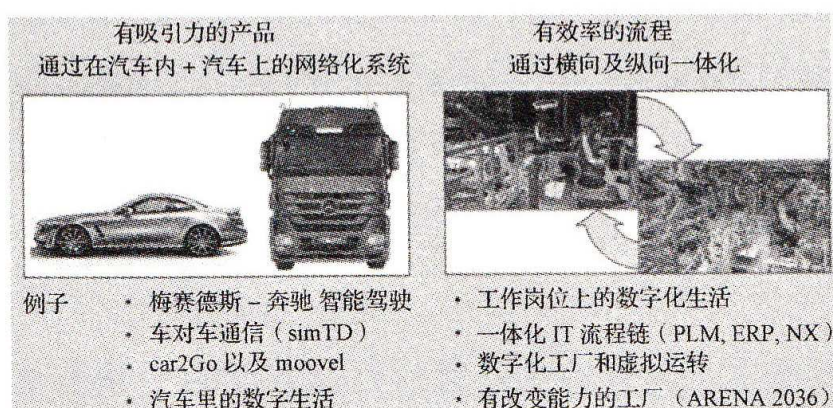 有吸引力的产品
通过在汽车内 + 汽车上的网络化系统
有效率的流程
通过横向及纵向一体化
例子
· 梅赛德斯 – 奔驰 智能驾驶
· 车对车通信（simTD）
· car2Go 以及 moovel
· 汽车里的数字生活
· 工作岗位上的数字化生活
· 一体化 IT 流程链（PLM, ERP, NX）
· 数字化工厂和虚拟运转
· 有改变能力的工厂（ARENA 2036）